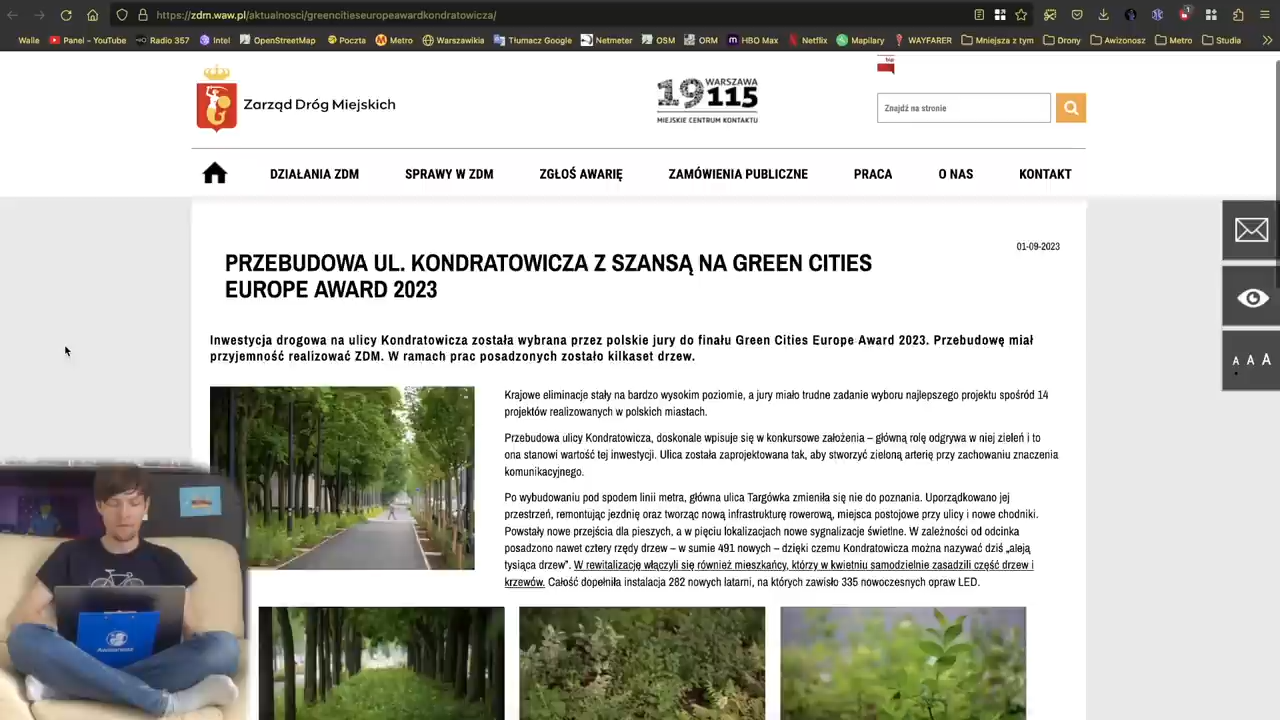 https://zdm.waw.pl/aktualnosci/greencitieseuropeawardkondratowicza/
Walle
Płatki – YouTube
Radio 357
Intel
OpenStreetMap
Poczta
Metro
Warszawikia
Tłumacz Google
Netmeter
OSM
ORM
HBO Max
Netflix
Mapilary
WAYFARER
Mniejsza z tym
Drony
Awizonosz
Metro
Studia
Zarząd Dróg Miejskich
WARSZAWA
19115
MIEJSKIE CENTRUM KONTAKTU
bip
Znajdź na stronie
DZIAŁANIA ZDM
SPRAWY W ZDM
ZGŁOŚ AWARIĘ
ZAMÓWIENIA PUBLICZNE
PRACA
O NAS
KONTAKT
01-09-2023
PRZEBUDOWA UL. KONDRATOWICZA Z SZANSĄ NA GREEN CITIES
EUROPE AWARD 2023
A A A
Inwestycja drogowa na ulicy Kondratowicza została wybrana przez polskie jury do finału Green Cities Europe Award 2023. Przebudowę miał
przyjemność realizować ZDM. W ramach prac posadzonych zostało kilkaset drzew.
Krajowe eliminacje stały na bardzo wysokim poziomie, a jury miało trudne zadanie wyboru najlepszego projektu spośród 14
projektów realizowanych w polskich miastach.
Przebudowa ulicy Kondratowicza, doskonale wpisuje się w konkursowe założenia – główną rolę odgrywa w niej zieleń i to
ona stanowi wartość tej inwestycji. Ulica została zaprojektowana tak, aby stworzyć zieloną arterię przy zachowaniu znaczenia
komunikacyjnego.
Po wybudowaniu pod spodem linii metra, główna ulica Targówka zmieniła się nie do poznania. Uporządkowano jej
przestrzeń, remontując jezdnię oraz tworząc nową infrastrukturę rowerową, miejsca postojowe przy ulicy i nowe chodniki.
Powstały nowe przejścia dla pieszych, a w pięciu lokalizacjach nowe sygnalizacje świetlne. W zależności od odcinka
posadzono nawet cztery rzędy drzew – w sumie 491 nowych – dzięki czemu Kondratowicza można nazywać dziś „aleją
tysiąca drzew”. W rewitalizację włączyli się również mieszkańcy, którzy w kwietniu samodzielnie zasadzili część drzew i
krzewów. Całość dopełniła instalacja 282 nowych latarni, na których zawisło 335 nowoczesnych opraw LED.